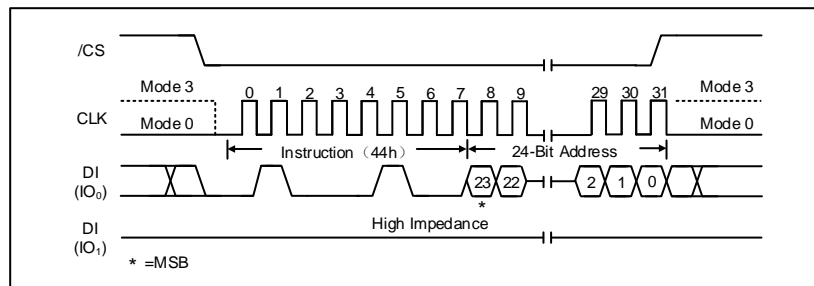 /CS
0 1 2 3 4 5 6 7 8 9 29 30 31
Mode 3 Mode 3
CLK
Mode 0 Mode 0
Instruction（44h） 24-Bit Address
DI
(IO₀)
23 22 2 1 0
*
High Impedance
DI
(IO₁)
* =MSB